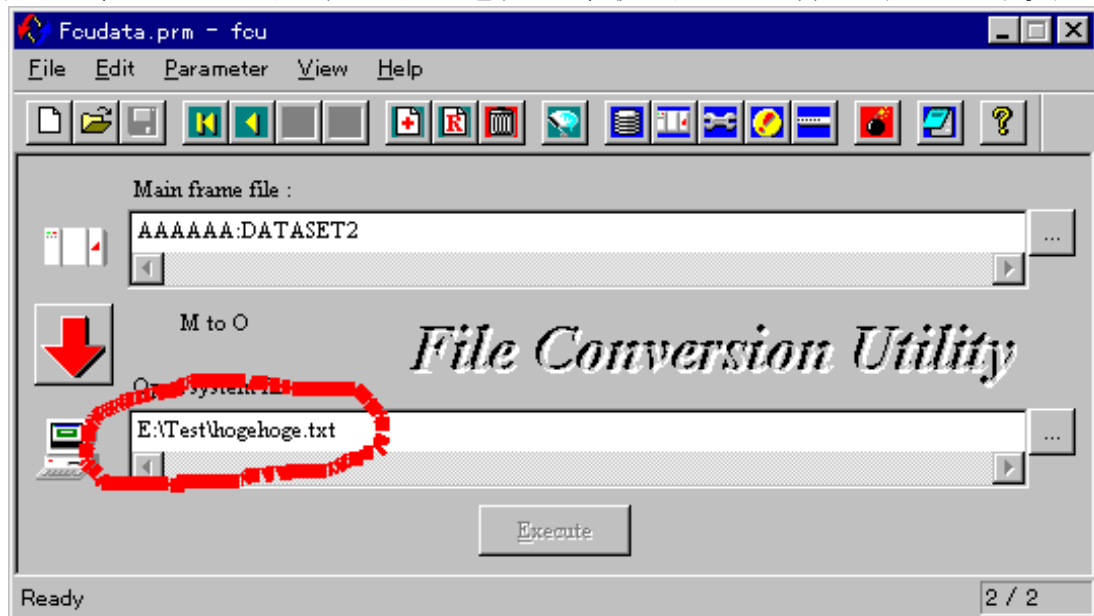 Fcudata.prm - fcu
File Edit Parameter View Help
Main frame file :
AAAAAA:DATASET2
...
M to O
File Conversion Utility
system
E:\Test\hogehoge.txt
...
Execute
Ready
2 / 2